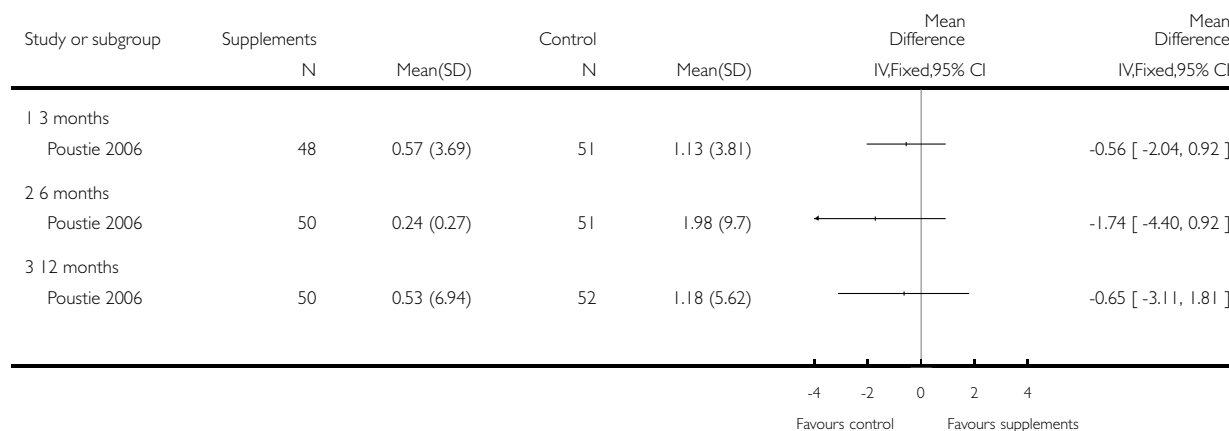 Mean Mean
Study or subgroup Supplements Control Difference Difference
N Mean(SD) N Mean(SD) IV,Fixed,95% CI IV,Fixed,95% CI
1 3 months
Poustie 2006 48 0.57 (3.69) 51 1.13 (3.81) -0.56 [ -2.04, 0.92 ]
2 6 months
Poustie 2006 50 0.24 (0.27) 51 1.98 (9.7) -1.74 [ -4.40, 0.92 ]
3 12 months
Poustie 2006 50 0.53 (6.94) 52 1.18 (5.62) -0.65 [ -3.11, 1.81 ]
-4 -2 0 2 4
Favours control Favours supplements